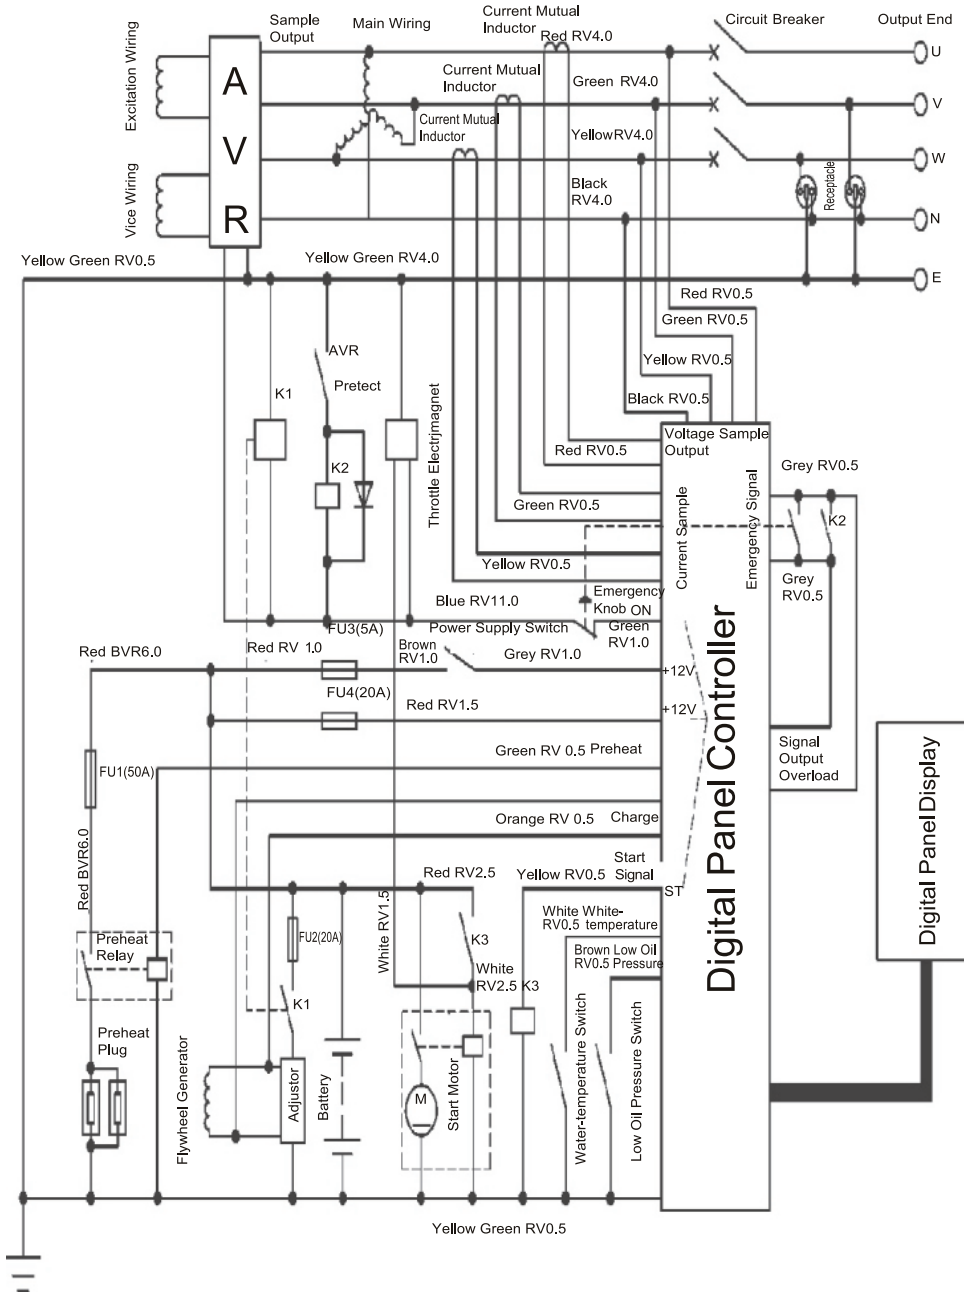 Excitation Wiring
Vice Wiring
A
V
R
Sample
Output
Main Wiring
Current Mutual
Inductor
Red RV4.0
Circuit Breaker
Output End
U
Current Mutual
Inductor
Green RV4.0
V
Current Mutual
Inductor
YellowRV4.0
W
Black
RV4.0
Receptacle
N
Yellow Green RV0.5
Yellow Green RV4.0
E
Red RV0.5
Green RV0.5
Yellow RV0.5
Black RV0.5
AVR
Pretect
K1
K2
Throttle Electrjmagnet
Voltage Sample
Output
Red RV0.5
Green RV0.5
Yellow RV0.5
Current Sample
Emergency Signal
Grey RV0.5
K2
Grey
RV0.5
Blue RV11.0
Emergency
Knob ON
Green
RV1.0
FU3(5A)
Power Supply Switch
Red BVR6.0
Red RV 1.0
Brown
RV1.0
Grey RV1.0
+12V
FU4(20A)
Red RV1.5
+12V
Digital Panel Controller
Signal
Output
Overload
Digital Panel Display
FU1(50A)
Green RV 0.5 Preheat
Orange RV 0.5 Charge
Red BVR6.0
Red RV2.5
Start
Signal
Yellow RV0.5
ST
White RV1.5
FU2(20A)
K3
White White-
RV0.5 temperature
Brown Low Oil
RV0.5 Pressure
Preheat
Relay
White
RV2.5 K3
K1
Preheat
Plug
Flywheel Generator
Adjustor
Battery
M
Start Motor
Water-temperature Switch
Low Oil Pressure Switch
Yellow Green RV0.5